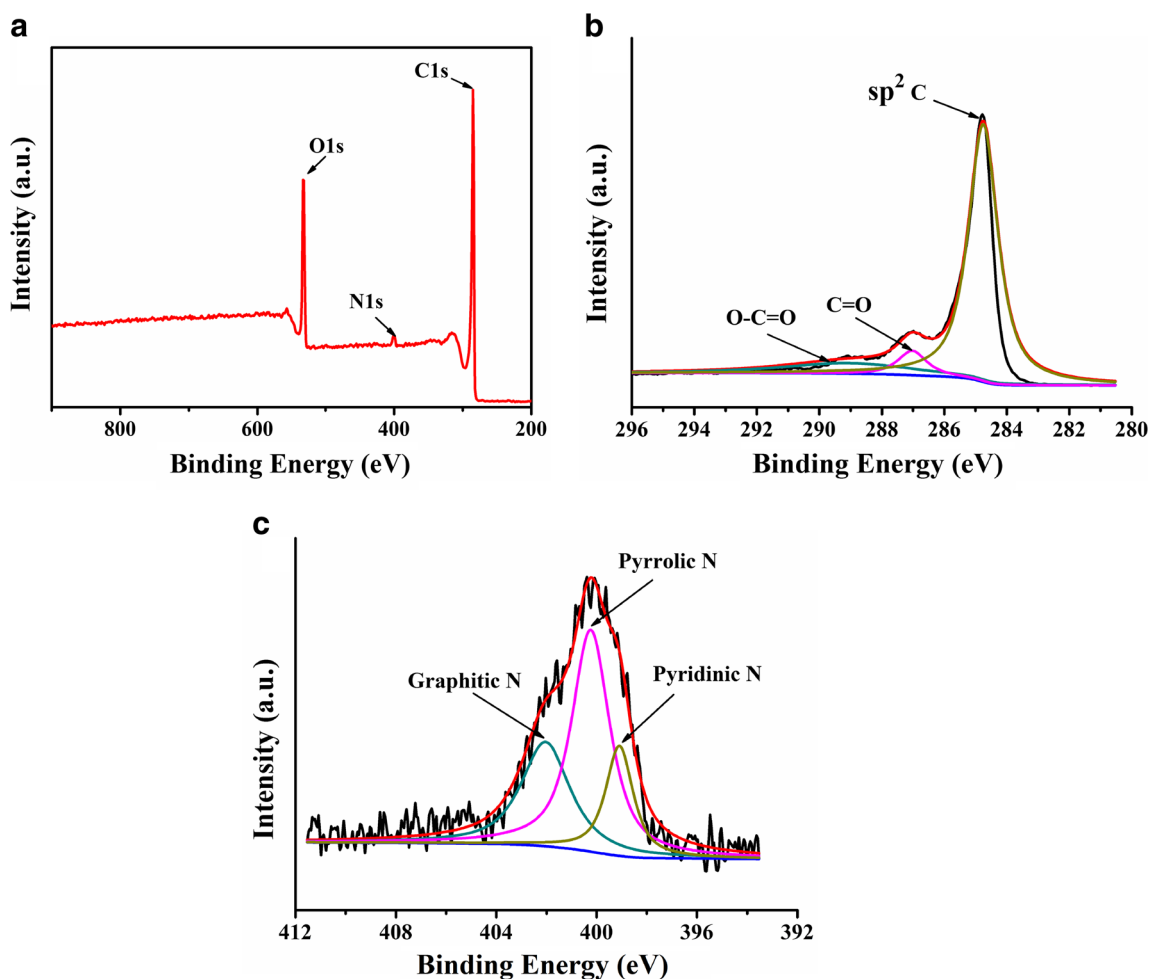 a
C1s
O1s
N1s
Intensity (a.u.)
800 600 400 200
Binding Energy (eV)
b
sp² C
C=O
O-C=O
Intensity (a.u.)
296 294 292 290 288 286 284 282 280
Binding Energy (eV)
c
Pyrrolic N
Graphitic N
Pyridinic N
Intensity (a.u.)
412 408 404 400 396 392
Binding Energy (eV)